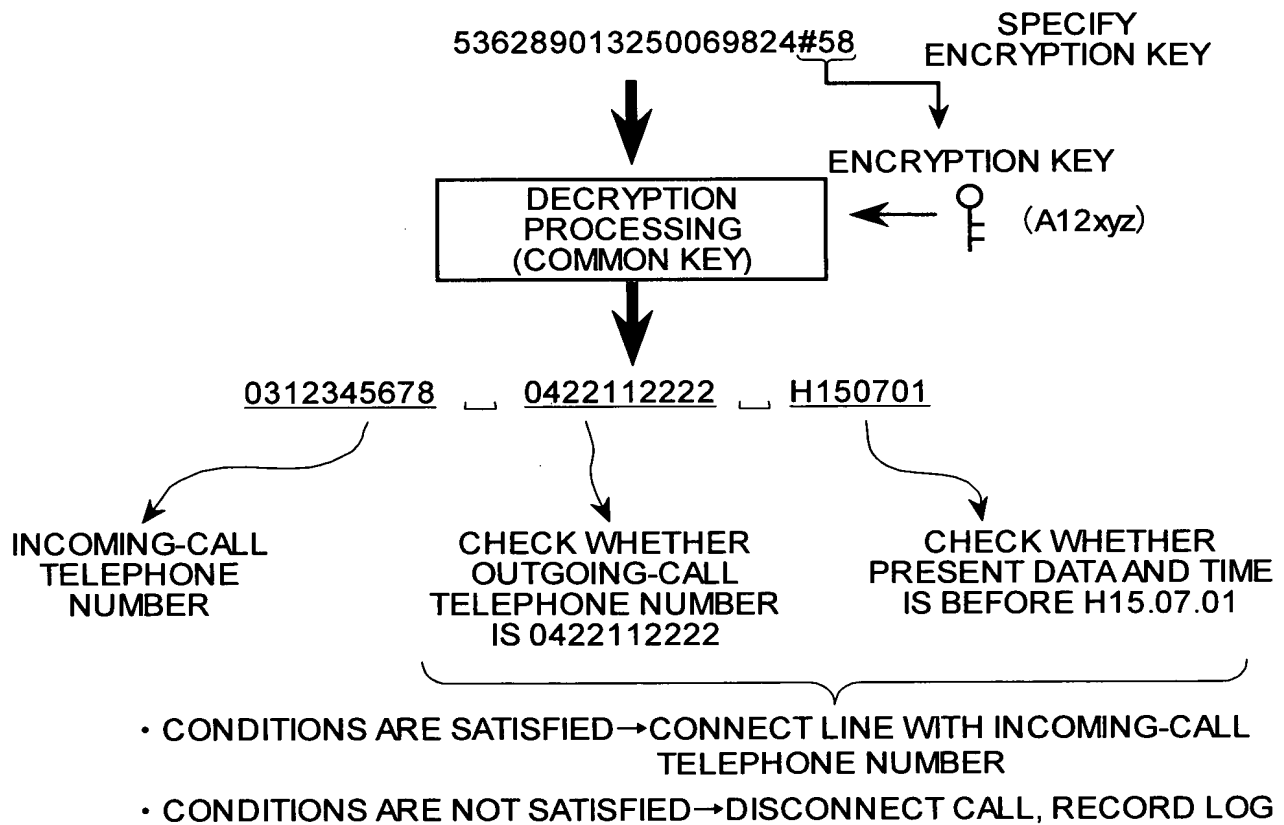 536289013250069824#58
SPECIFY
ENCRYPTION KEY
ENCRYPTION KEY
(A12xyz)
DECRYPTION
PROCESSING
(COMMON KEY)
0312345678 ␣ 0422112222 ␣ H150701
INCOMING-CALL
TELEPHONE
NUMBER
CHECK WHETHER
OUTGOING-CALL
TELEPHONE NUMBER
IS 0422112222
CHECK WHETHER
PRESENT DATA AND TIME
IS BEFORE H15.07.01
・CONDITIONS ARE SATISFIED→CONNECT LINE WITH INCOMING-CALL
TELEPHONE NUMBER
・CONDITIONS ARE NOT SATISFIED→DISCONNECT CALL, RECORD LOG